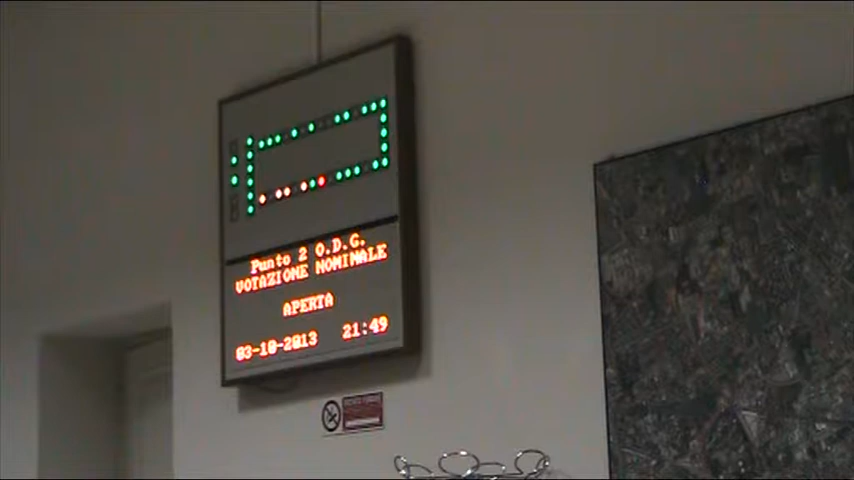 Punto 2 O.D.G.
VOTAZIONE NOMINALE
APERTA
03-10-2013 21:49